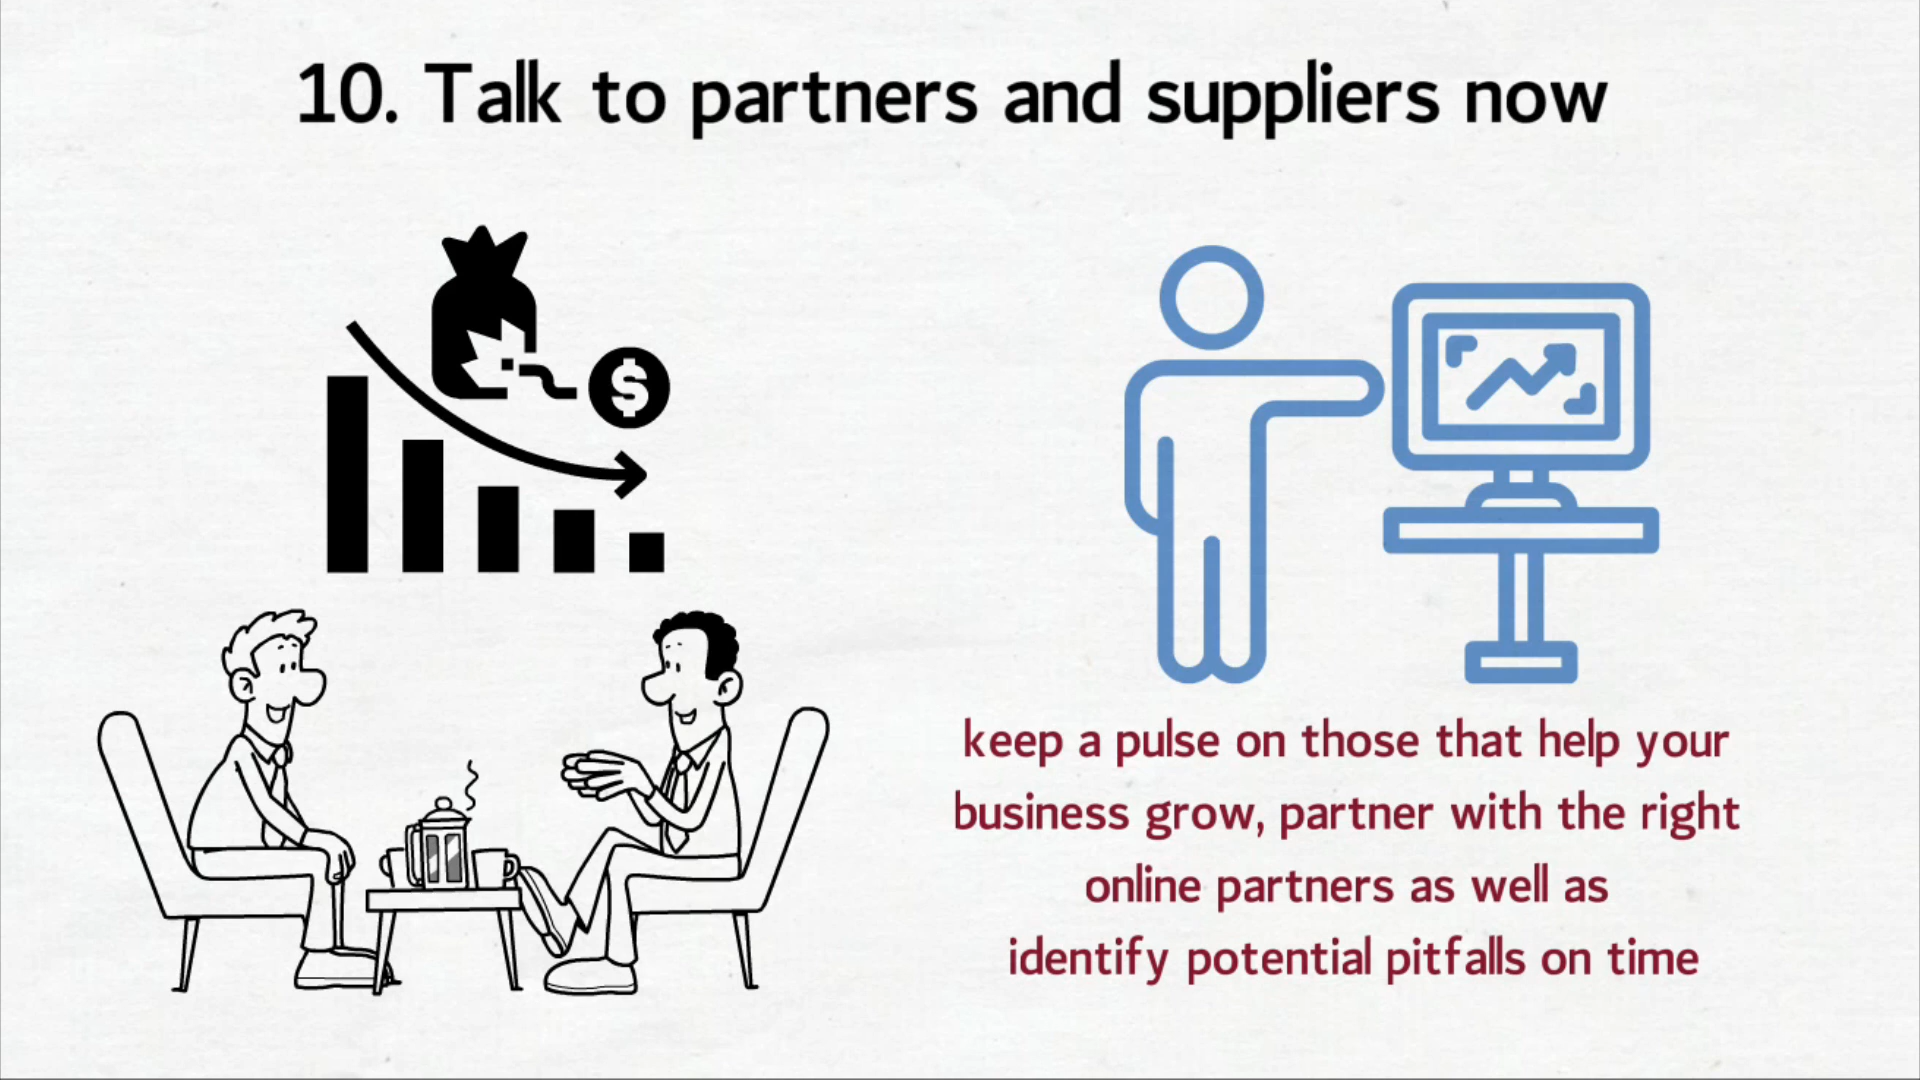 10. Talk to partners and suppliers now
$
keep a pulse on those that help your
business grow, partner with the right
online partners as well as
identify potential pitfalls on time